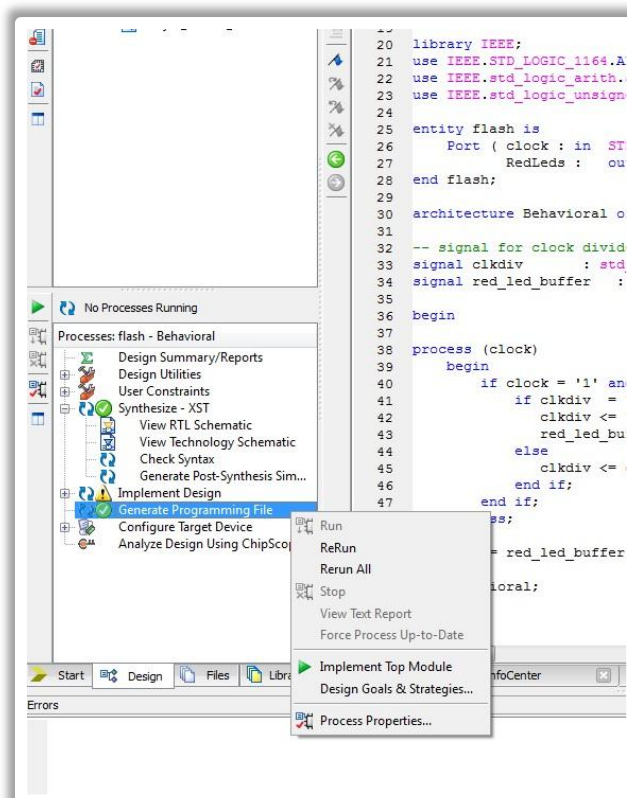 No Processes Running
Processes: flash - Behavioral
Design Summary/Reports
Design Utilities
User Constraints
Synthesize - XST
View RTL Schematic
View Technology Schematic
Check Syntax
Generate Post-Synthesis Sim...
Implement Design
Generate Programming File
Configure Target Device
Analyze Design Using ChipScop
Run
ReRun
Rerun All
Stop
View Text Report
Force Process Up-to-Date
Implement Top Module
Design Goals & Strategies...
Process Properties...
20 library IEEE;
21 use IEEE.STD_LOGIC_1164.A
22 use IEEE.std_logic_arith.
23 use IEEE.std_logic_unsign
24
25 entity flash is
26 Port ( clock : in ST
27 RedLeds : ou
28 end flash;
29
30 architecture Behavioral o
31
32 -- signal for clock divid
33 signal clkdiv : std
34 signal red_led_buffer :
35
36 begin
37
38 process (clock)
39 begin
40 if clock = '1' an
41 if clkdiv =
42 clkdiv <=
43 red_led_bu
44 else
45 clkdiv <=
46 end if;
47 end if;
ss;
= red_led_buffer
ioral;
Start
Design
Files
Libra
nfoCenter
Errors